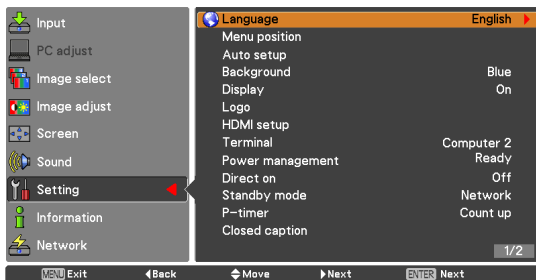 Input
PC adjust
Image select
Image adjust
Screen
Sound
Setting
Information
Network
Language English
Menu position
Auto setup
Background Blue
Display On
Logo
HDMI setup
Terminal Computer 2
Power management Ready
Direct on Off
Standby mode Network
P-timer Count up
Closed caption
1/2
MENU Exit Back Move Next ENTER Next